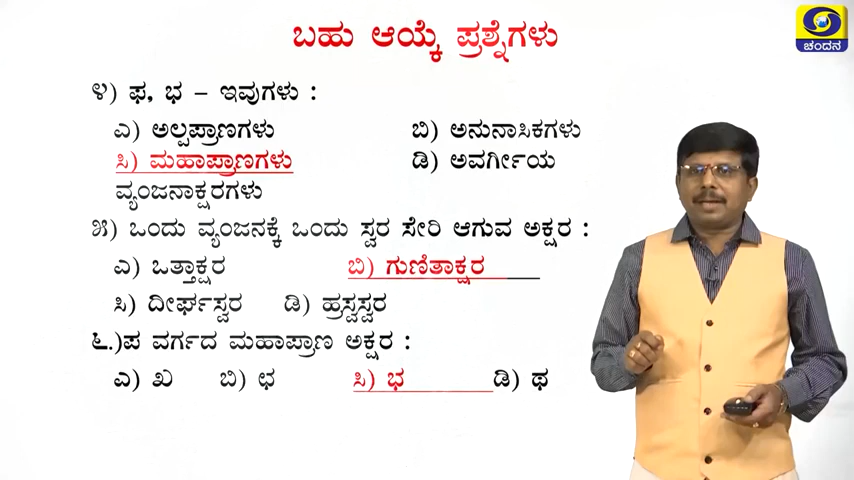 ಬಹು ಆಯ್ಕೆ ಪ್ರಶ್ನೆಗಳು
ಚಂದನ
೪) ಫ, ಭ – ಇವುಗಳು :
ಎ) ಅಲ್ಪಪ್ರಾಣಗಳು ಬಿ) ಅನುನಾಸಿಕಗಳು
ಸಿ) ಮಹಾಪ್ರಾಣಗಳು ಡಿ) ಅವರ್ಗೀಯ
ವ್ಯಂಜನಾಕ್ಷರಗಳು
೫) ಒಂದು ವ್ಯಂಜನಕ್ಕೆ ಒಂದು ಸ್ವರ ಸೇರಿ ಆಗುವ ಅಕ್ಷರ :
ಎ) ಒತ್ತಾಕ್ಷರ ಬಿ) ಗುಣಿತಾಕ್ಷರ
ಸಿ) ದೀರ್ಘಸ್ವರ ಡಿ) ಹ್ರಸ್ವಸ್ವರ
೬.)ಪ ವರ್ಗದ ಮಹಾಪ್ರಾಣ ಅಕ್ಷರ :
ಎ) ಖ ಬಿ) ಛ ಸಿ) ಭ ಡಿ) ಥ